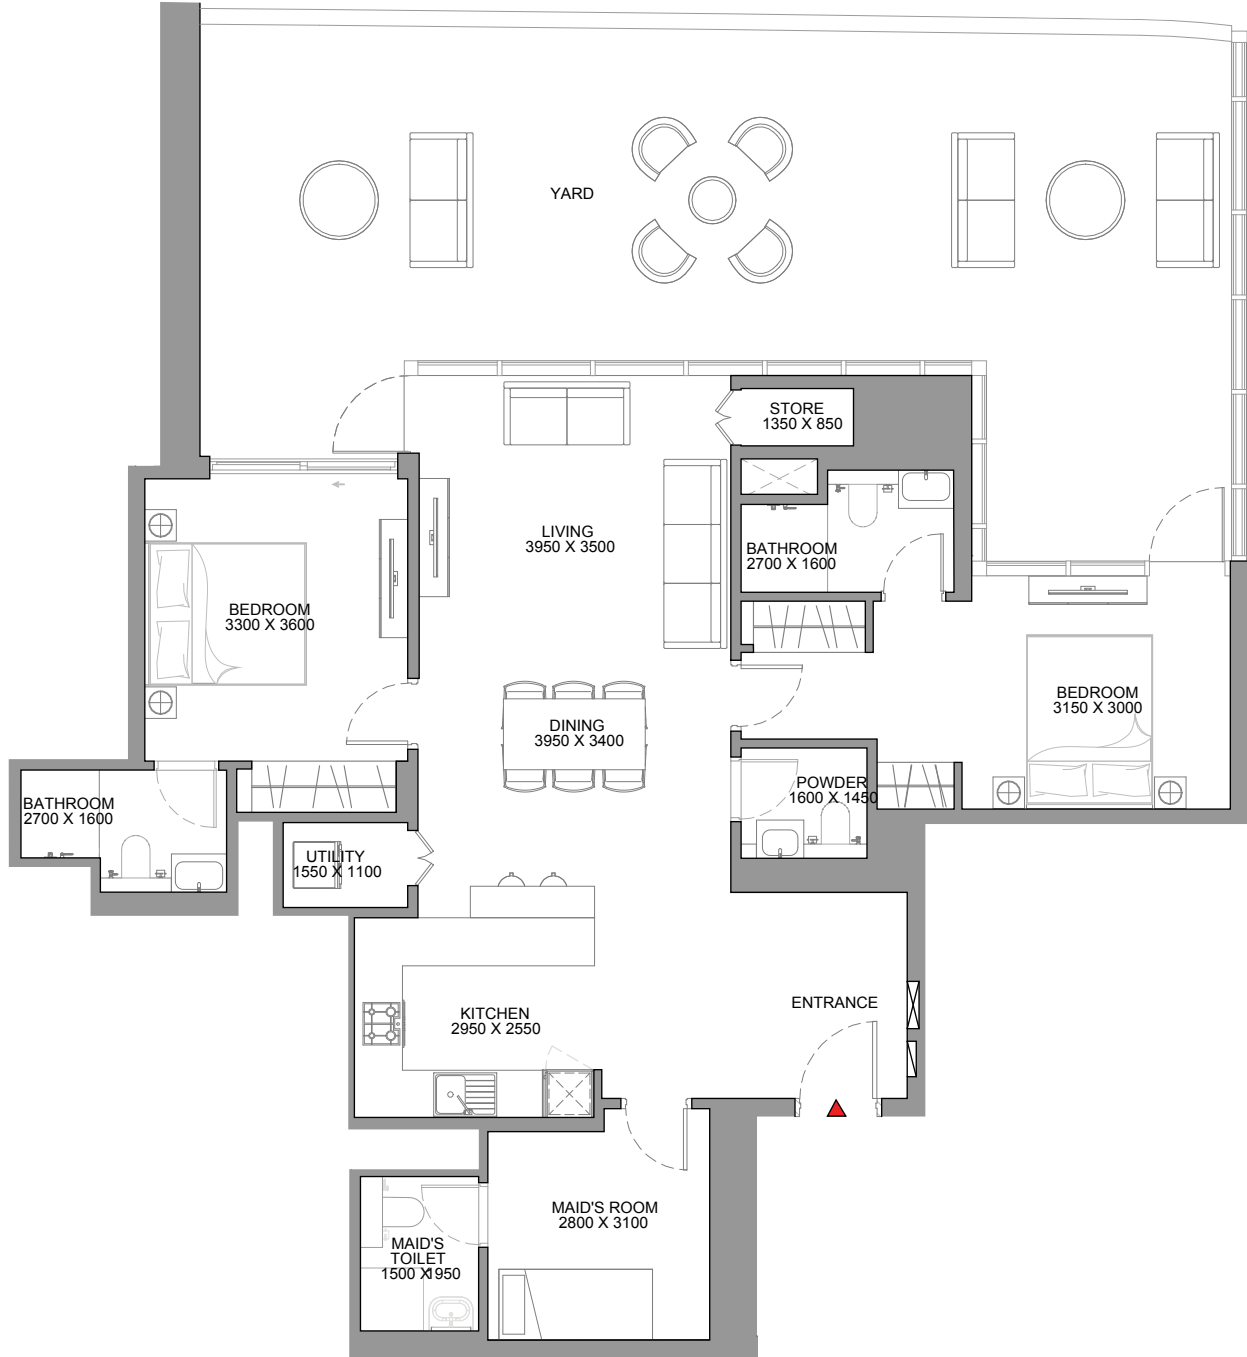 YARD
STORE
1350 X 850
LIVING
3950 X 3500
BATHROOM
2700 X 1600
BEDROOM
3300 X 3600
BEDROOM
3150 X 3000
DINING
3950 X 3400
POWDER
1600 X 1450
BATHROOM
2700 X 1600
UTILITY
1550 X 1100
ENTRANCE
KITCHEN
2950 X 2550
MAID'S ROOM
2800 X 3100
MAID'S
TOILET
1500 X1950